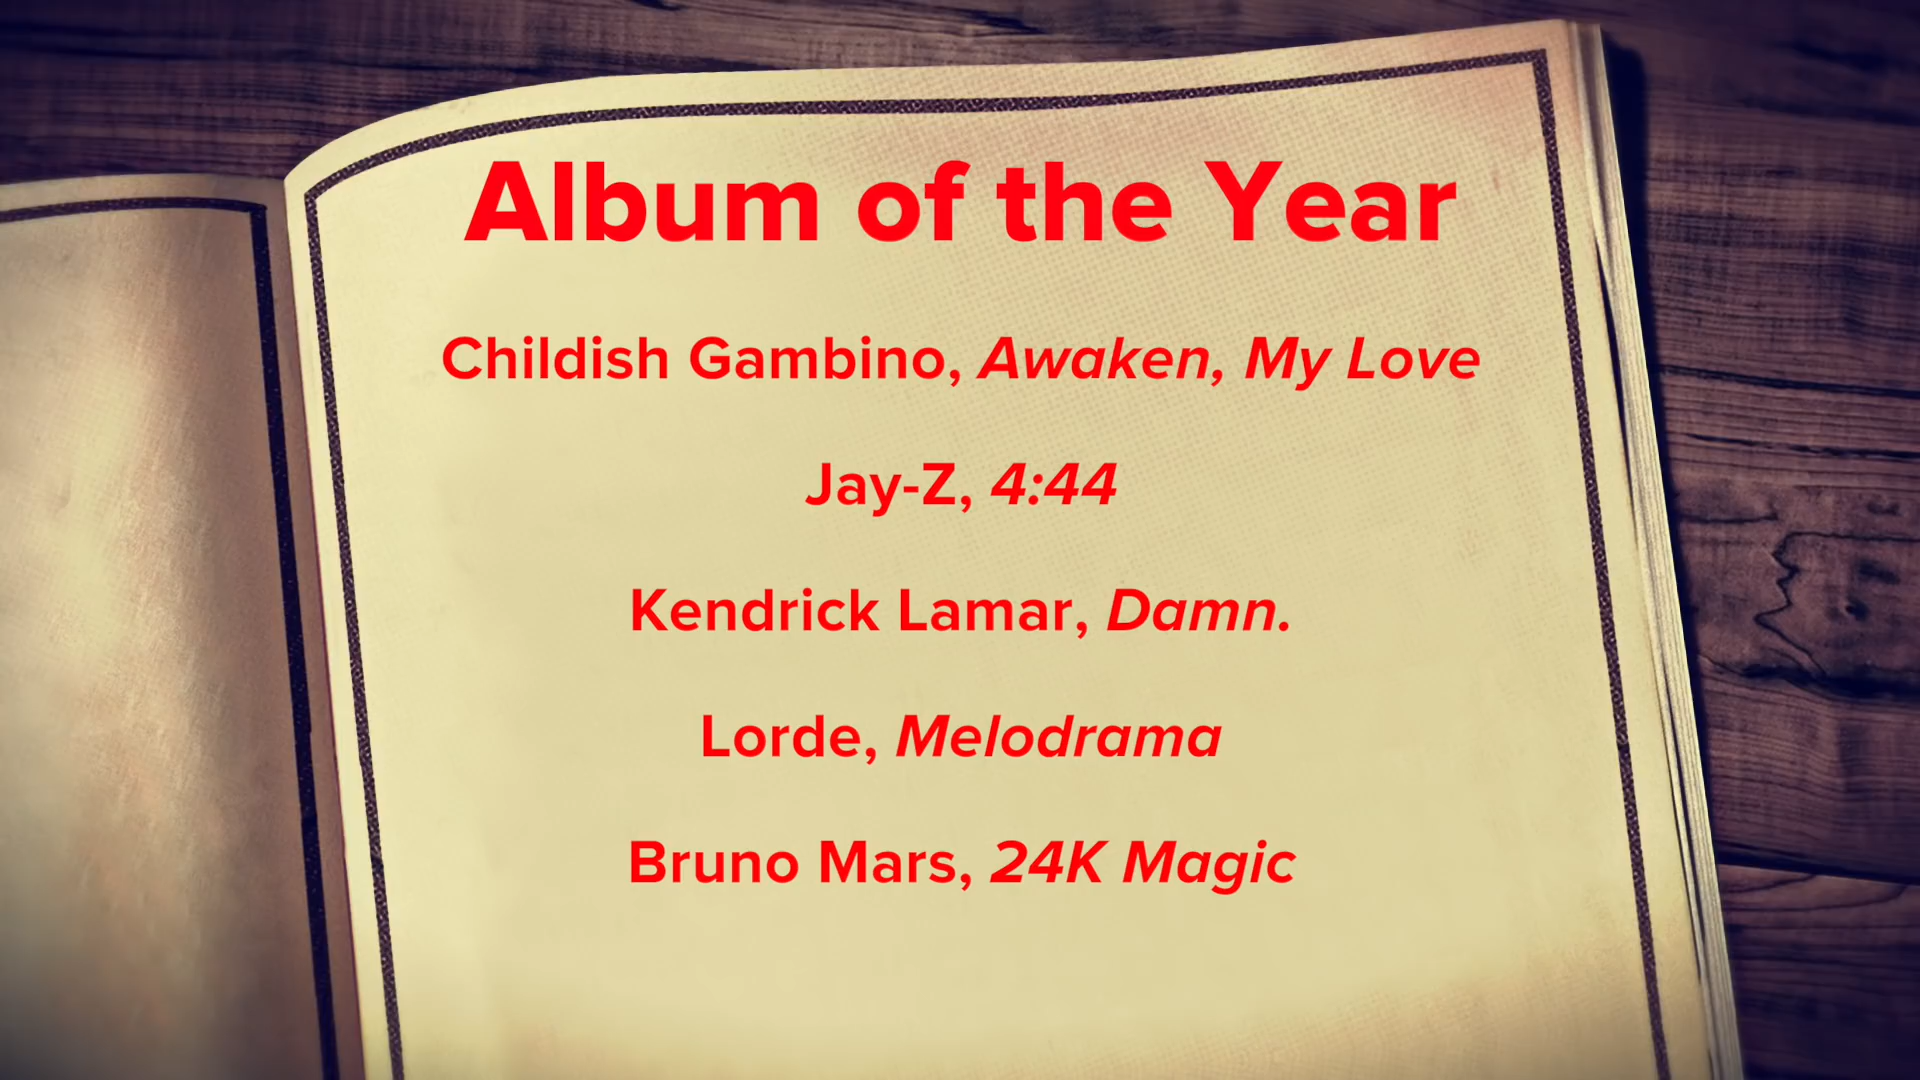 Album of the Year
Childish Gambino, Awaken, My Love
Jay-Z, 4:44
Kendrick Lamar, Damn.
Lorde, Melodrama
Bruno Mars, 24K Magic